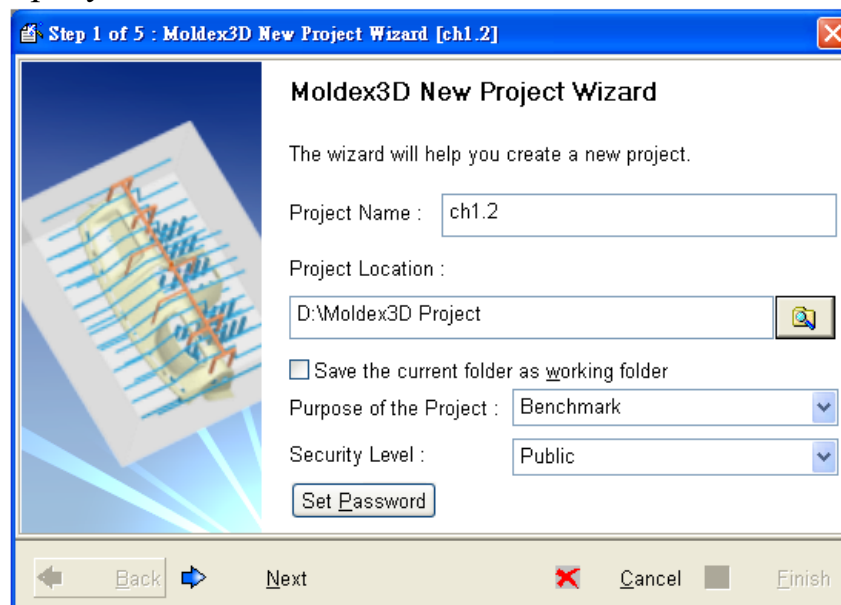 Step 1 of 5 : Moldex3D New Project Wizard [ch1.2]
Moldex3D New Project Wizard
The wizard will help you create a new project.
Project Name : ch1.2
Project Location :
D:\Moldex3D Project
Save the current folder as working folder
Purpose of the Project : Benchmark
Security Level : Public
Set Password
Back Next Cancel Finish